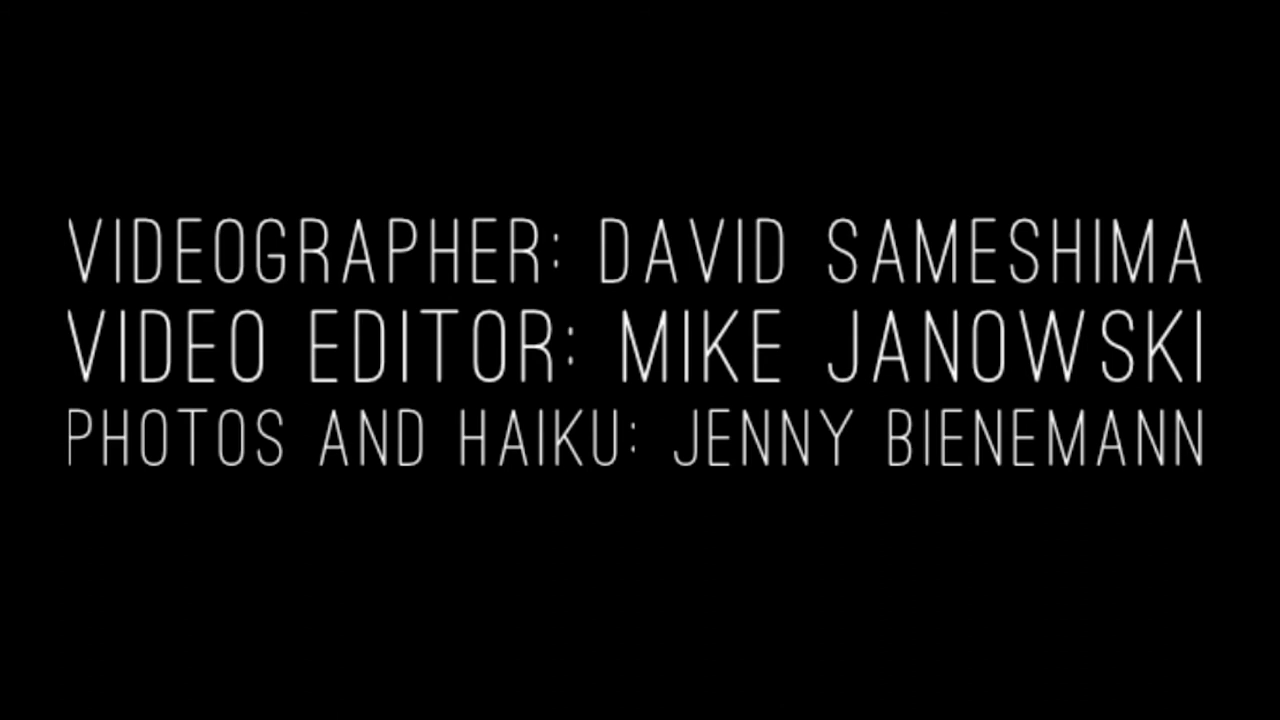 VIDEOGRAPHER: DAVID SAMESHIMA
VIDEO EDITOR: MIKE JANOWSKI
PHOTOS AND HAIKU: JENNY BIENEMANN